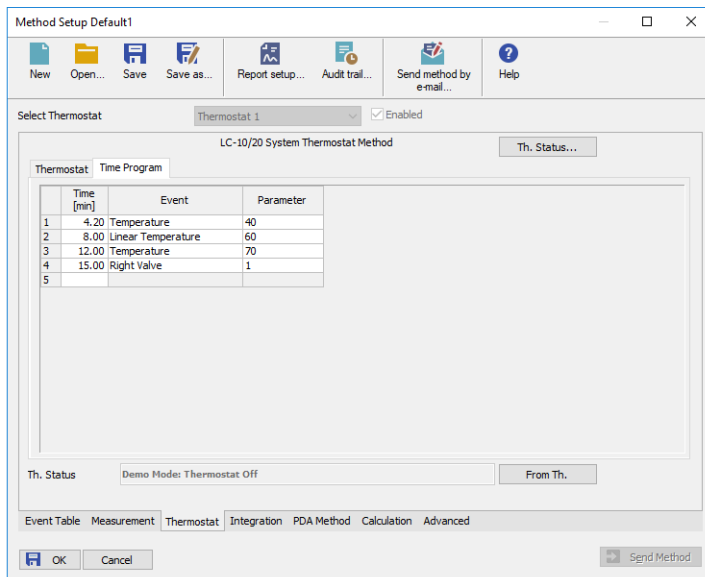 Method Setup Default1
New Open... Save Save as... Report setup... Audit trail... Send method by e-mail... Help
Select Thermostat Thermostat 1 Enabled
LC-10/20 System Thermostat Method Th. Status...
Thermostat Time Program
Time [min] Event Parameter
1 4.20 Temperature 40
2 8.00 Linear Temperature 60
3 12.00 Temperature 70
4 15.00 Right Valve 1
5
Th. Status Demo Mode: Thermostat Off From Th.
Event Table Measurement Thermostat Integration PDA Method Calculation Advanced
OK Cancel Send Method